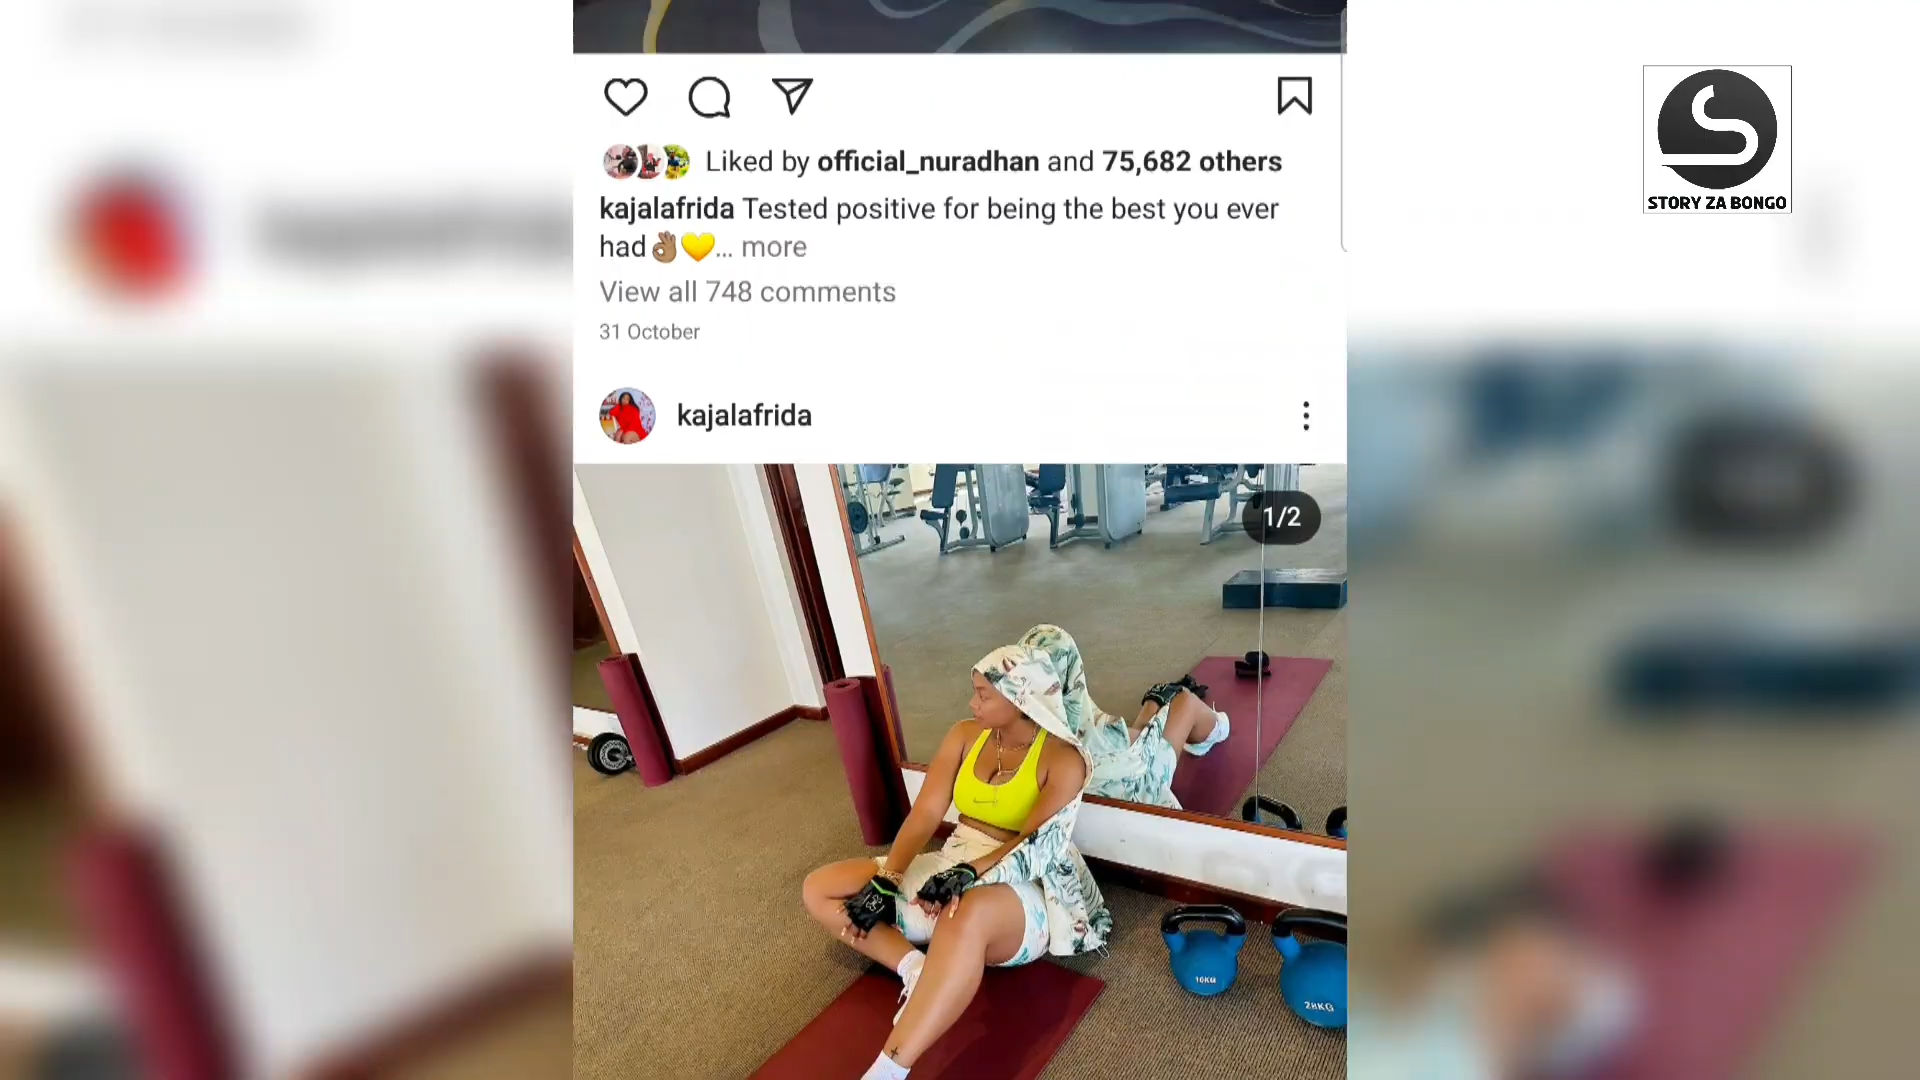 Liked by official_nuradhan and 75,682 others
kajalafrida Tested positive for being the best you ever
had👌🏽💛... more
View all 748 comments
31 October
kajalafrida
1/2
10KG
28KG
STORY ZA BONGO